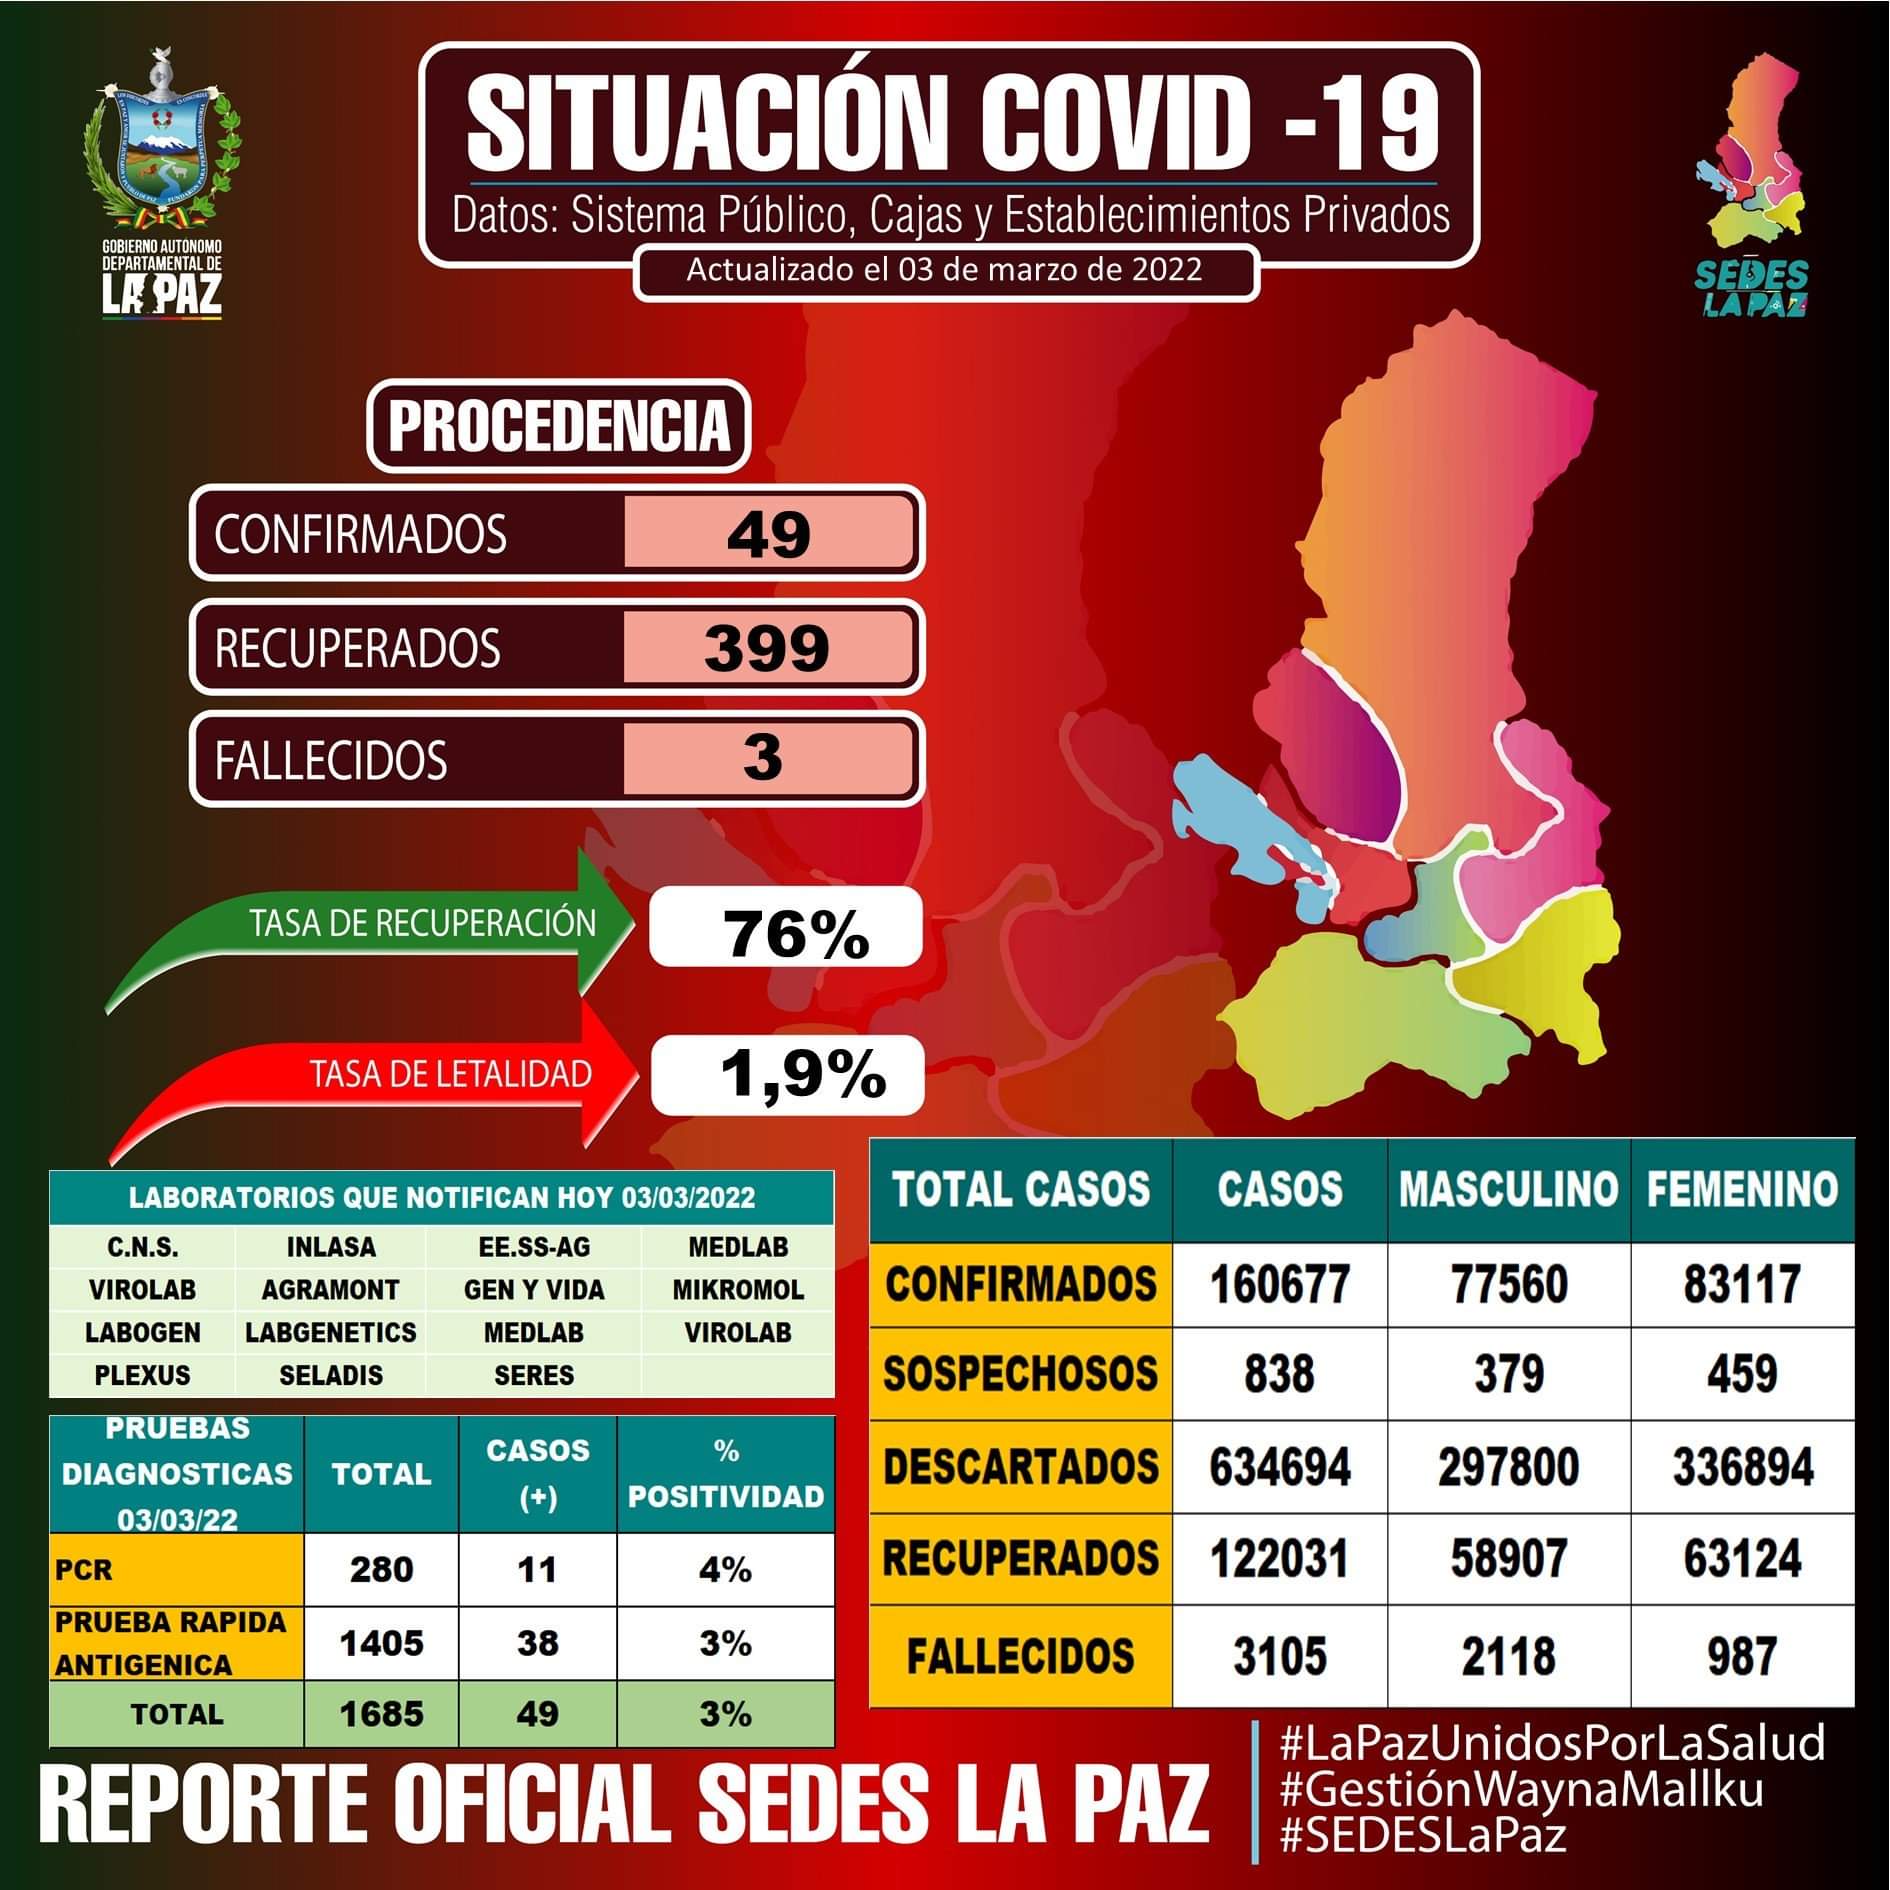 SITUACIÓN COVID -19
Datos: Sistema Público, Cajas y Establecimientos Privados
Actualizado el 03 de marzo de 2022
GOBIERNO AUTÓNOMO
DEPARTAMENTAL DE
LA PAZ
SEDES
LA PAZ
PROCEDENCIA
CONFIRMADOS 49
RECUPERADOS 399
FALLECIDOS 3
TASA DE RECUPERACIÓN 76%
TASA DE LETALIDAD 1,9%
LABORATORIOS QUE NOTIFICAN HOY 03/03/2022
C.N.S. INLASA EE.SS-AG MEDLAB
VIROLAB AGRAMONT GEN Y VIDA MIKROMOL
LABOGEN LABGENETICS MEDLAB VIROLAB
PLEXUS SELADIS SERES
PRUEBAS
DIAGNOSTICAS
03/03/22
TOTAL
CASOS
(+)
%
POSITIVIDAD
PCR 280 11 4%
PRUEBA RAPIDA
ANTIGENICA
1405 38 3%
TOTAL 1685 49 3%
TOTAL CASOS CASOS MASCULINO FEMENINO
CONFIRMADOS 160677 77560 83117
SOSPECHOSOS 838 379 459
DESCARTADOS 634694 297800 336894
RECUPERADOS 122031 58907 63124
FALLECIDOS 3105 2118 987
REPORTE OFICIAL SEDES LA PAZ
#LaPazUnidosPorLaSalud
#GestiónWaynaMallku
#SEDESLaPaz